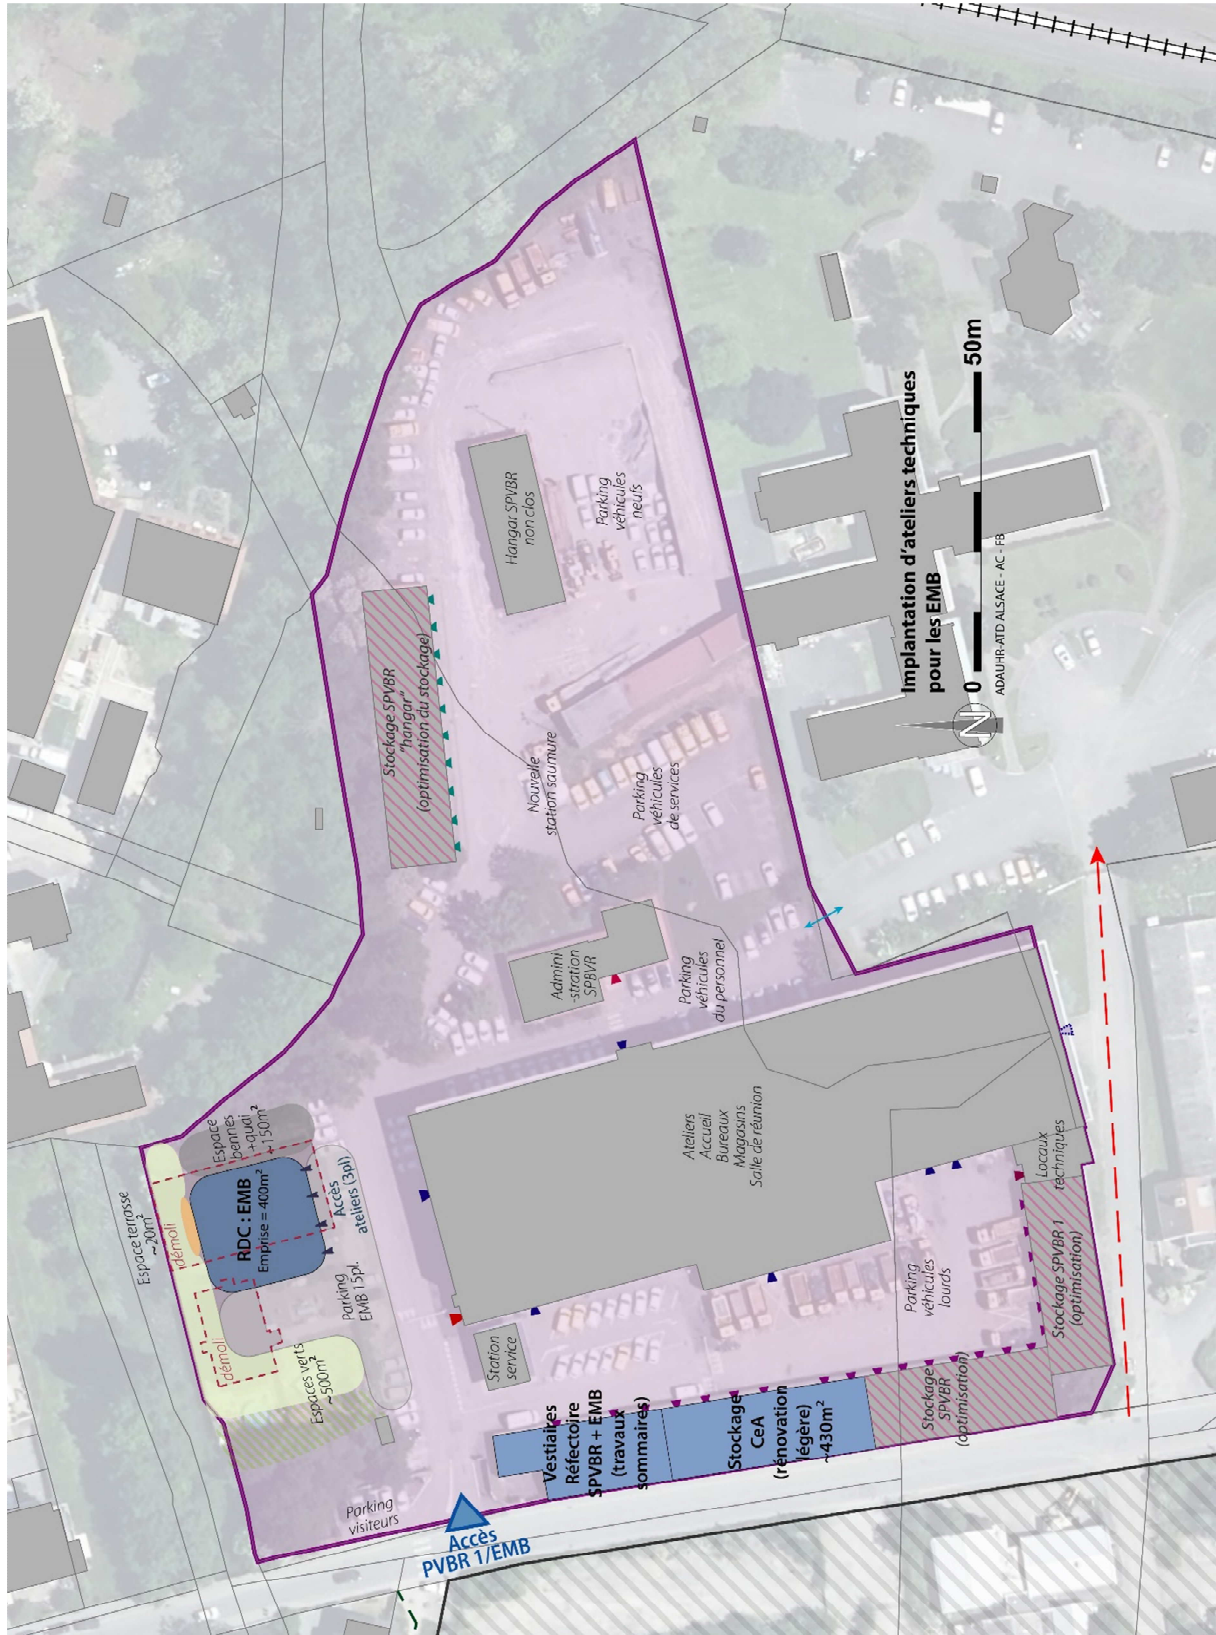 Espace terrasse
~20m²
démoli
Espace
bennes
+quai
~150m²
RDC : EMB
Emprise = 400m²
Accès
ateliers (3pl)
démoli
Parking
EMB 15pl.
Espaces verts
~500m²
Parking
visiteurs
Accès
PVBR 1/EMB
Station
service
Vestiaires
Réfectoire
SPVBR + EMB
(travaux
sommaires)
Stockage
CeA
(rénovation
légère)
~430m²
Stockage
SPVBR
(optimisation)
Stockage SPVBR 1
(optimisation)
Locaux
techniques
Parking
véhicules
lourds
Ateliers
Accueil
Bureaux
Magasins
Salle de réunion
Admini
-stration
SPBVR
Parking
véhicules
du personnel
Stockage SPVBR
"hangar"
(optimisation du stockage)
Nouvelle
station saumure
Parking
véhicules
de services
Hangar SPVBR
non clos
Parking
véhicules
neufs
Implantation d'ateliers techniques
pour les EMB
N
0 50m
ADAUHR-ATD ALSACE - AC - FB